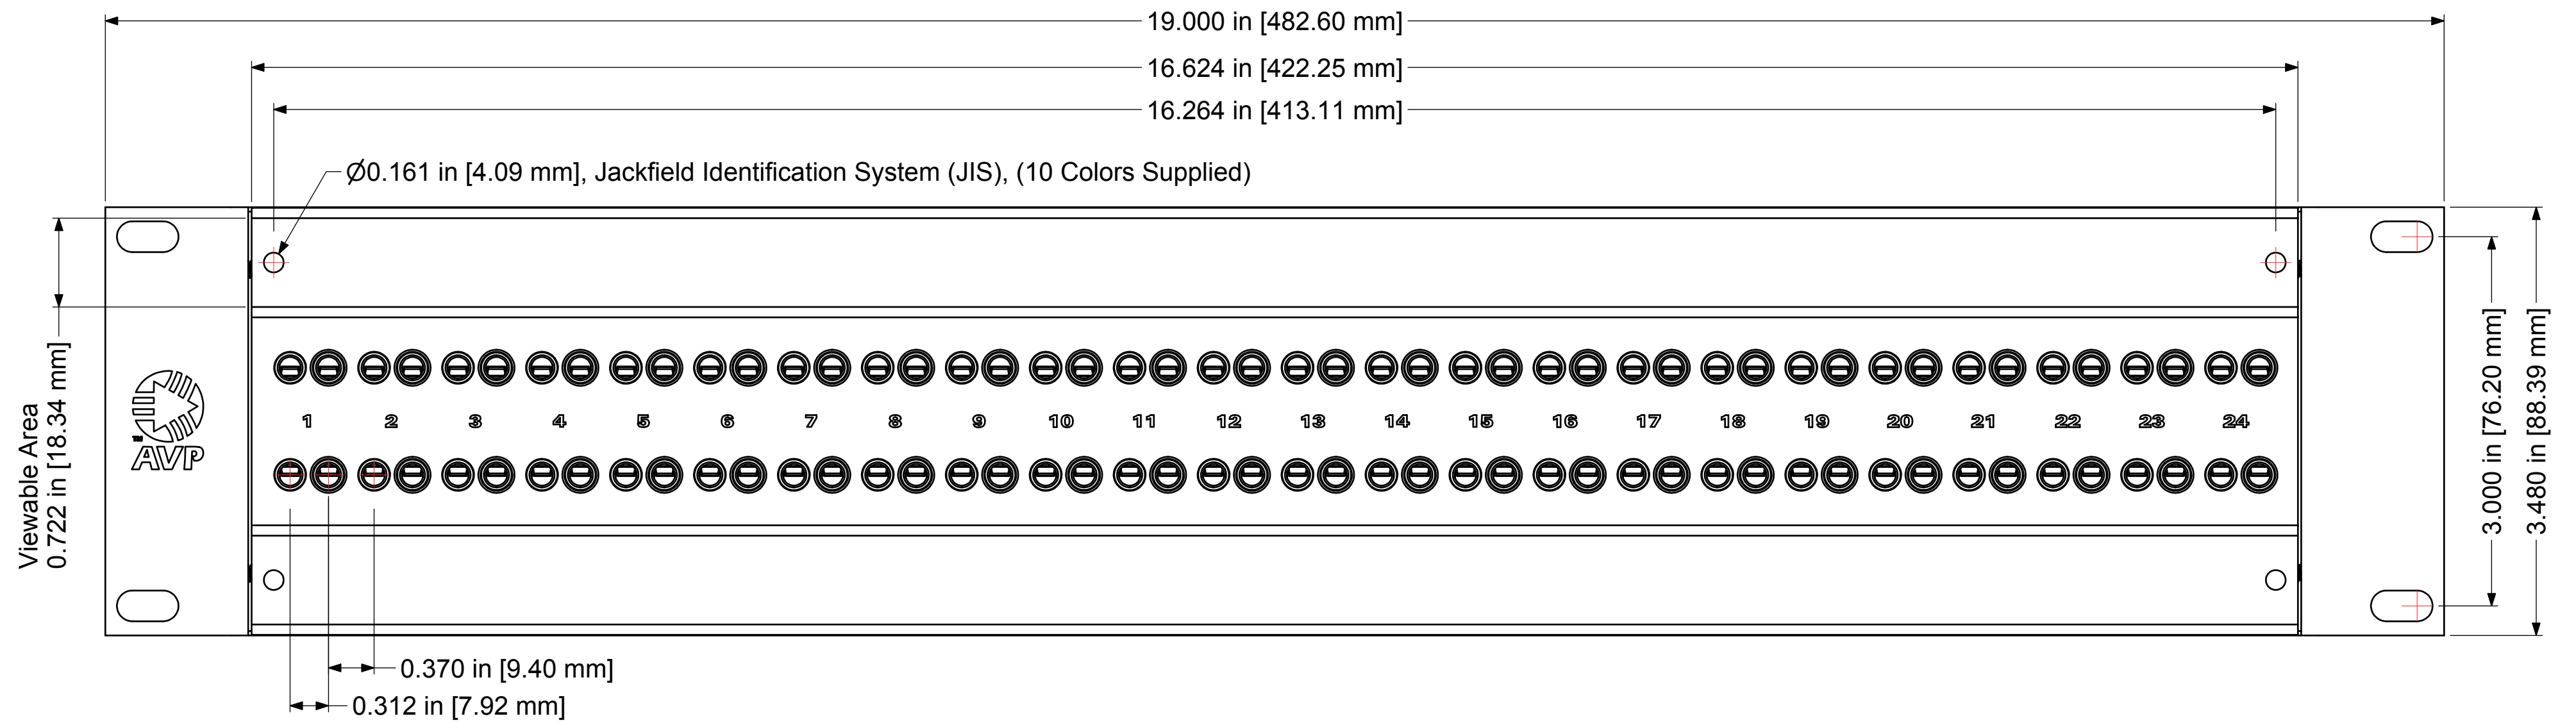 19.000 in [482.60 mm]
16.624 in [422.25 mm]
16.264 in [413.11 mm]
Ø0.161 in [4.09 mm], Jackfield Identification System (JIS), (10 Colors Supplied)
Viewable Area
0.722 in [18.34 mm]
1 2 3 4 5 6 7 8 9 10 11 12 13 14 15 16 17 18 19 20 21 22 23 24
™
AVP
3.000 in [76.20 mm]
3.480 in [88.39 mm]
0.370 in [9.40 mm]
0.312 in [7.92 mm]